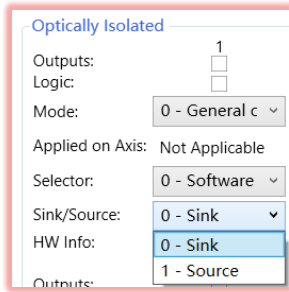 Optically Isolated
1
Outputs:
Logic:
Mode: 0 - General c
Applied on Axis: Not Applicable
Selector: 0 - Software
Sink/Source: 0 - Sink
HW Info: 0 - Sink
1 - Source
Outputs: